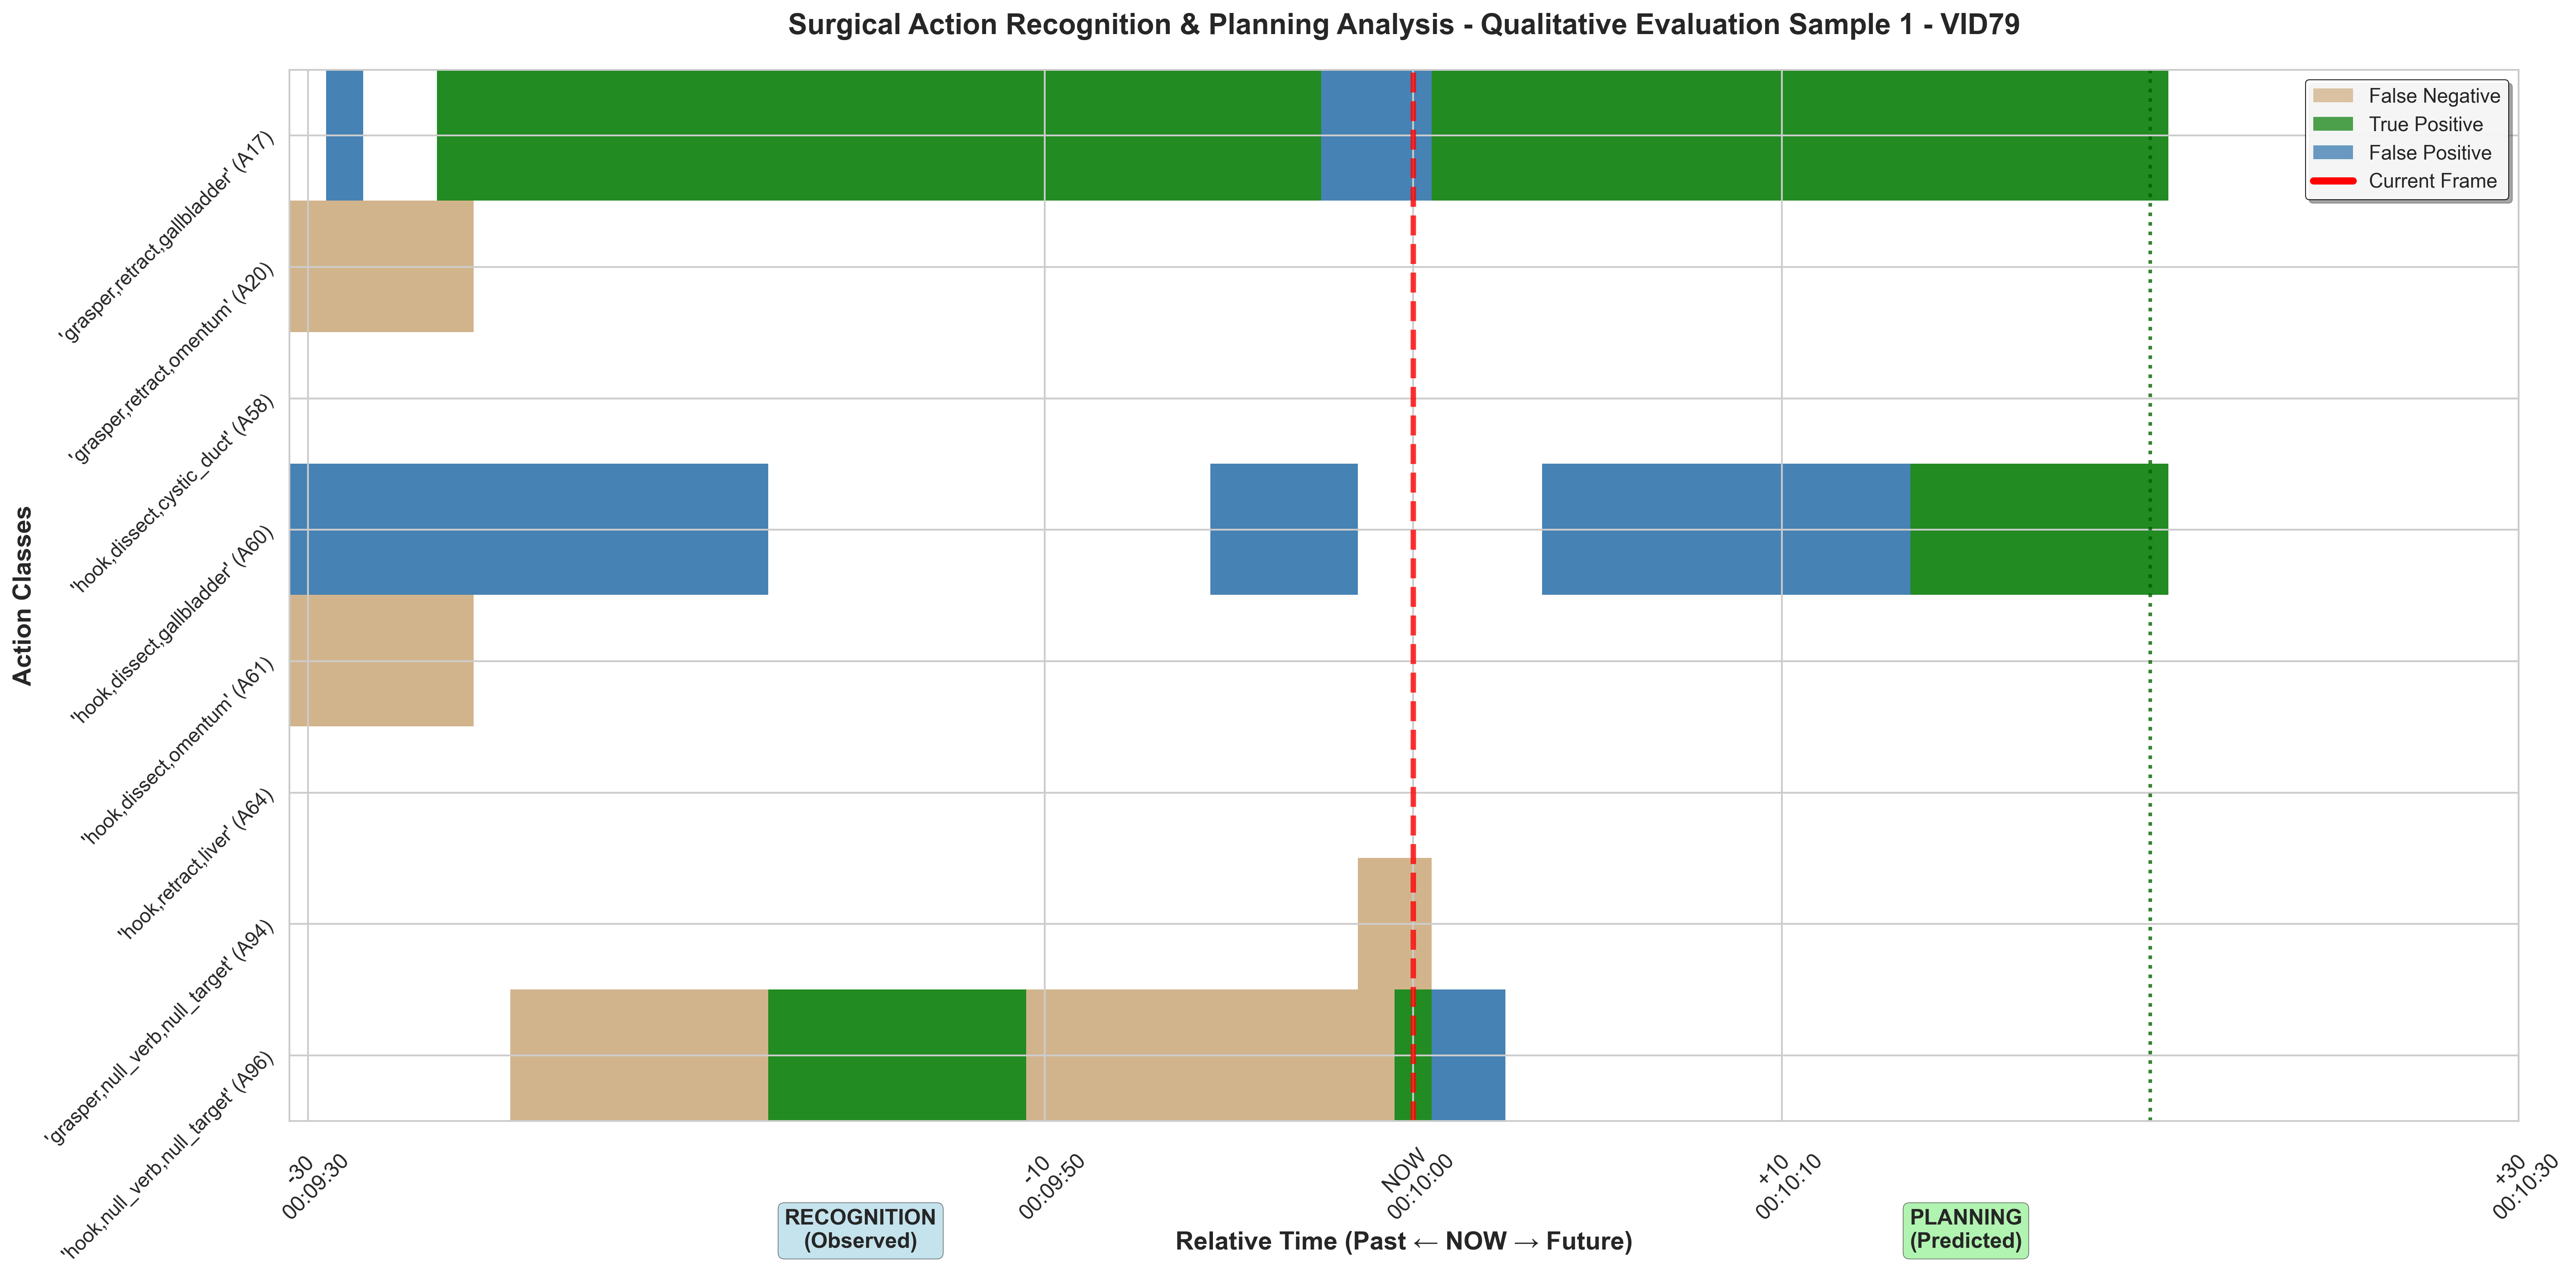 Surgical Action Recognition & Planning Analysis - Qualitative Evaluation Sample 1 - VID79
False Negative
True Positive
False Positive
Current Frame
Action Classes
'grasper,retract,gallbladder' (A17)
'grasper,retract,omentum' (A20)
'hook,dissect,cystic_duct' (A58)
'hook,dissect,gallbladder' (A60)
'hook,dissect,omentum' (A61)
'hook,retract,liver' (A64)
'grasper,null_verb,null_target' (A94)
'hook,null_verb,null_target' (A96)
-30
00:09:30
-10
00:09:50
NOW
00:10:00
+10
00:10:10
+30
00:10:30
RECOGNITION
(Observed)
Relative Time (Past ← NOW → Future)
PLANNING
(Predicted)